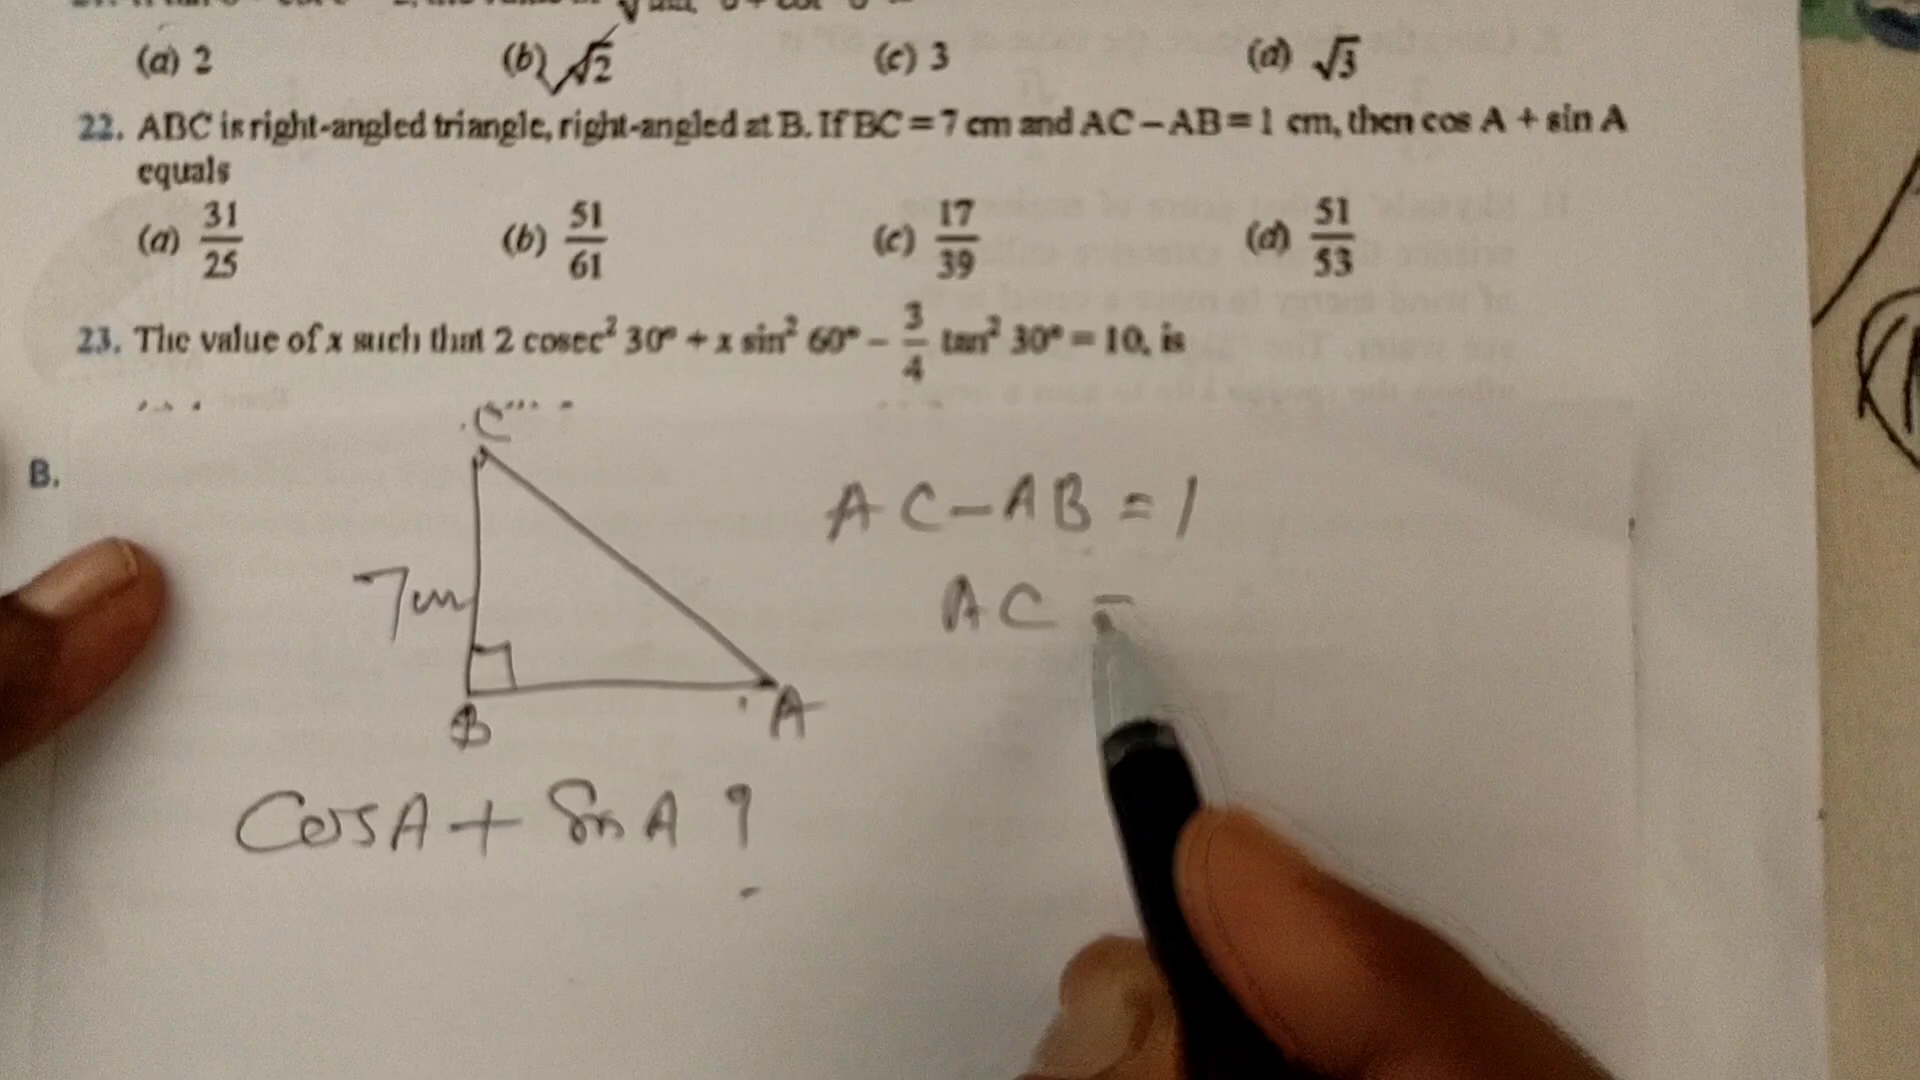 (a) 2 (b) √2 (c) 3 (d) √3
22. ABC is right-angled triangle, right-angled at B. If BC = 7 cm and AC – AB = 1 cm, then cos A + sin A
equals
(a) 31/25 (b) 51/61 (c) 17/39 (d) 51/53
23. The value of x such that 2 cosec² 30° + x sin² 60° – 3/4 tan² 30° = 10, is
C
B.
AC – AB = 1
7cm
AC =
B
A
Cos A + Sin A ?